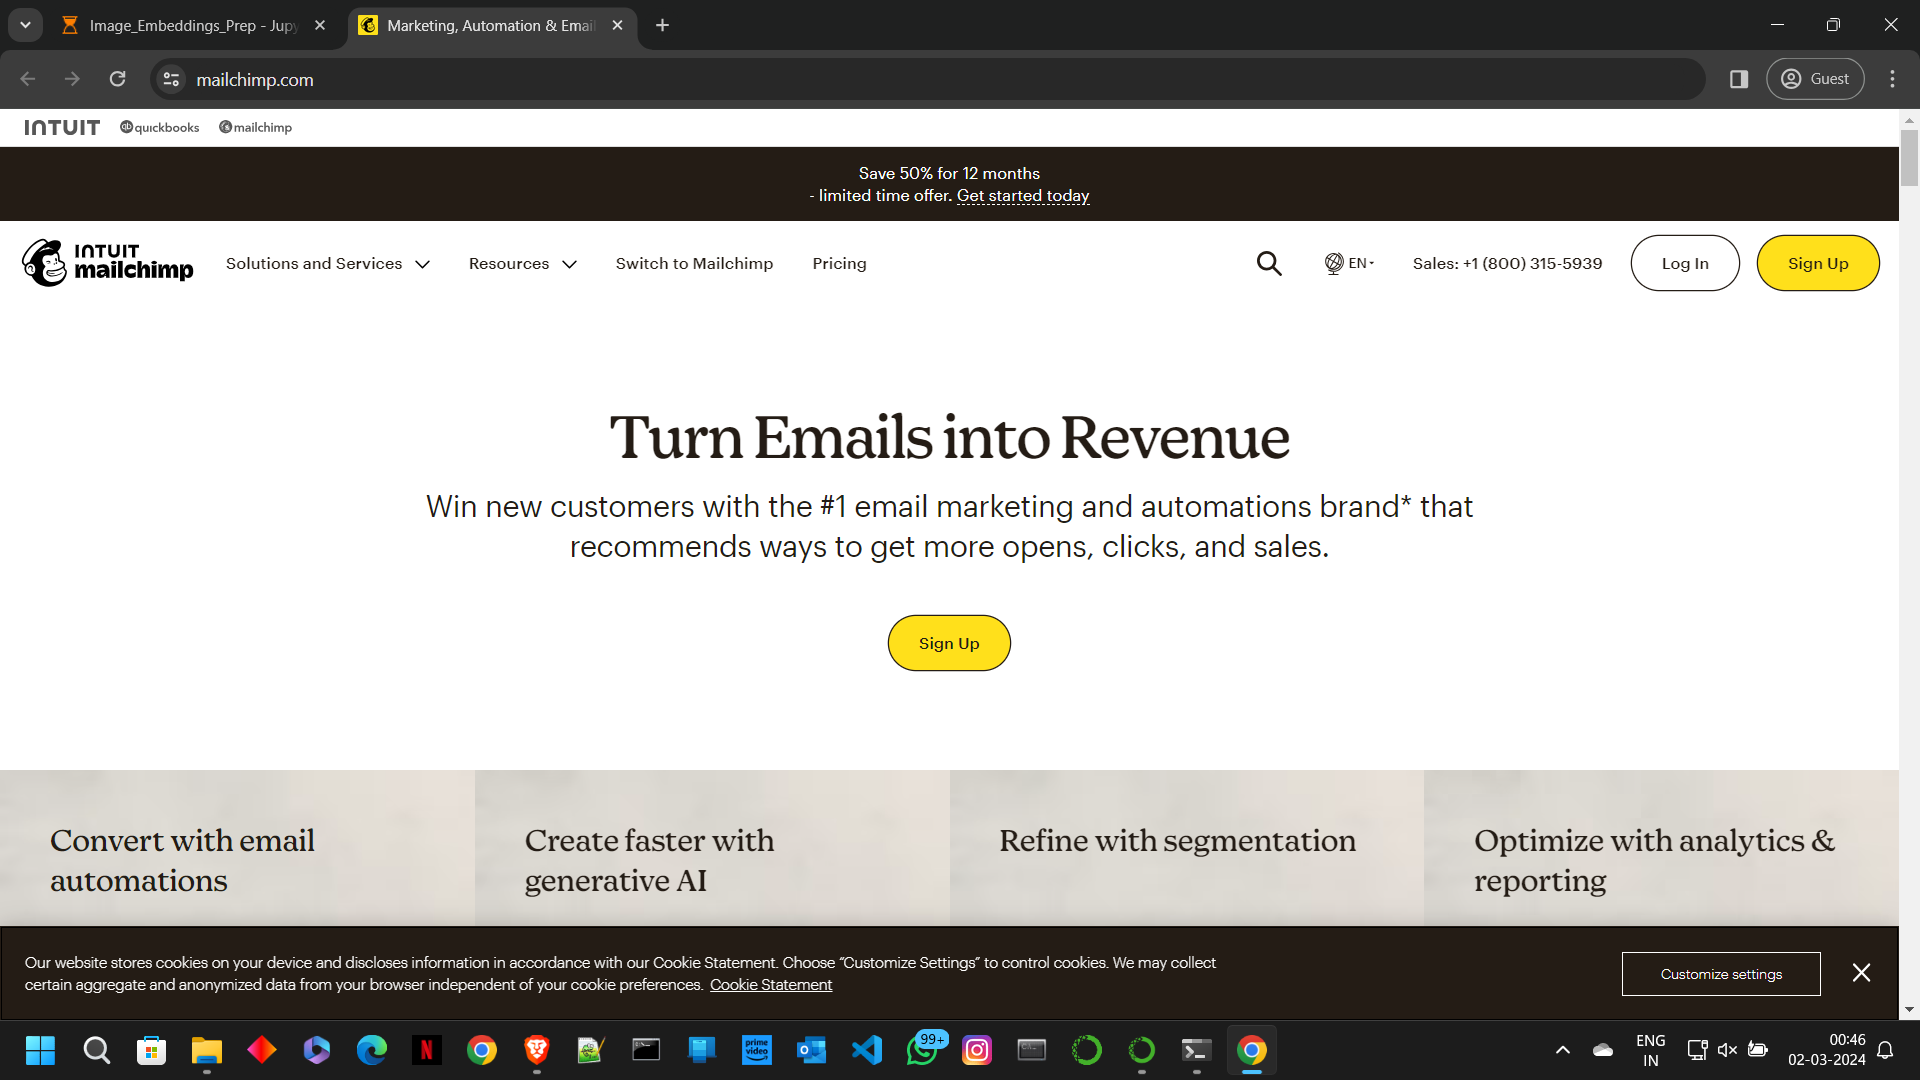 Image_Embeddings_Prep - Jupy
Marketing, Automation & Email
mailchimp.com
Guest
INTUIT
quickbooks
mailchimp
Save 50% for 12 months
- limited time offer. Get started today
INTUIT
mailchimp
Solutions and Services
Resources
Switch to Mailchimp
Pricing
EN
Sales: +1 (800) 315-5939
Log In
Sign Up
Turn Emails into Revenue
Win new customers with the #1 email marketing and automations brand* that
recommends ways to get more opens, clicks, and sales.
Sign Up
Convert with email
automations
Create faster with
generative AI
Refine with segmentation
Optimize with analytics &
reporting
Our website stores cookies on your device and discloses information in accordance with our Cookie Statement. Choose “Customize Settings” to control cookies. We may collect
certain aggregate and anonymized data from your browser independent of your cookie preferences. Cookie Statement
Customize settings
prime
video
99+
ENG
IN
00:46
02-03-2024